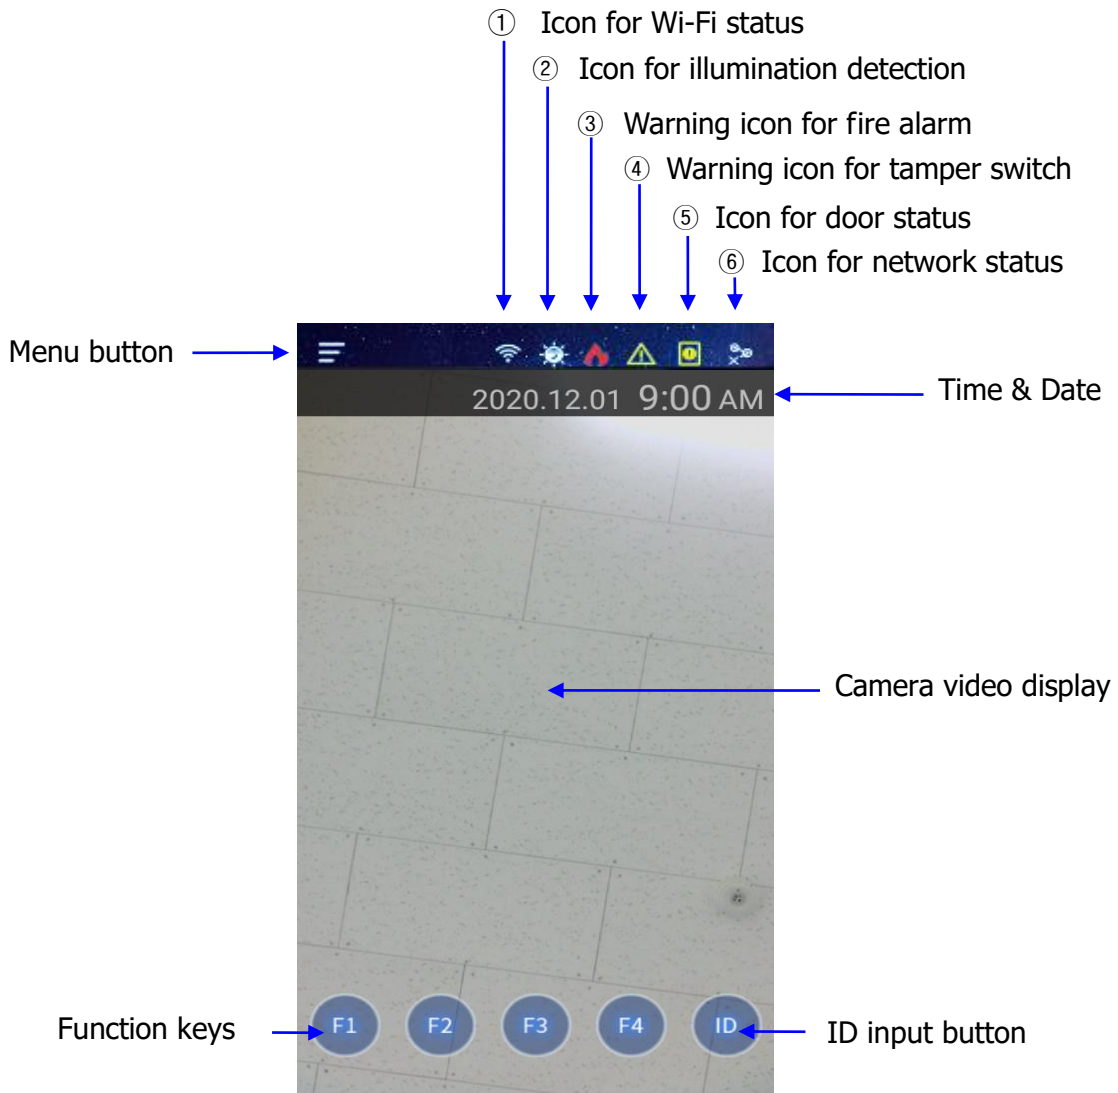 ① Icon for Wi-Fi status
② Icon for illumination detection
③ Warning icon for fire alarm
④ Warning icon for tamper switch
⑤ Icon for door status
⑥ Icon for network status
Menu button
2020.12.01 9:00 AM
Time & Date
Camera video display
Function keys
F1 F2 F3 F4 ID
ID input button